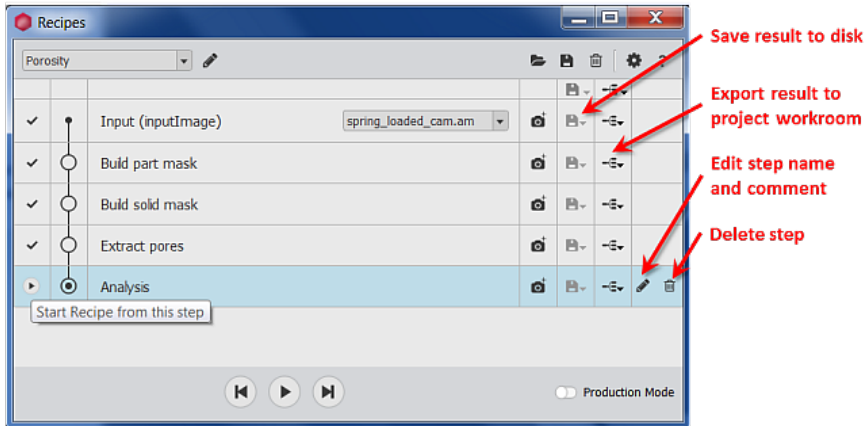 Recipes
Save result to disk
Porosity
?
Export result to
project workroom
Input (inputImage) spring_loaded_cam.am
Build part mask
Edit step name
and comment
Build solid mask
Delete step
Extract pores
Analysis
Start Recipe from this step
Production Mode